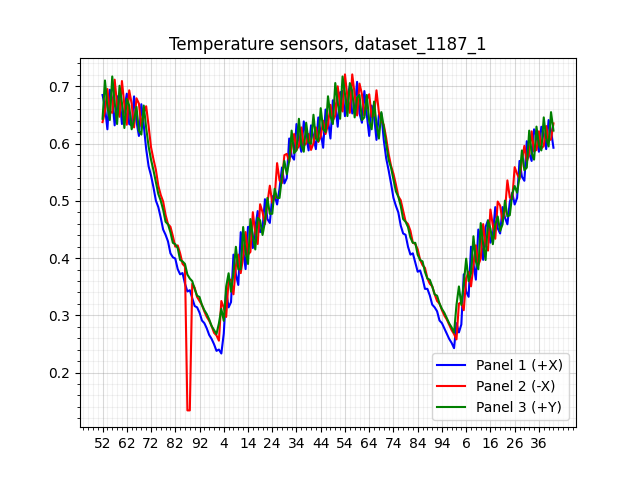 Temperature sensors, dataset_1187_1
0.7
0.6
0.5
0.4
0.3
0.2
52 62 72 82 92 4 14 24 34 44 54 64 74 84 94 6 16 26 36
Panel 1 (+X)
Panel 2 (-X)
Panel 3 (+Y)